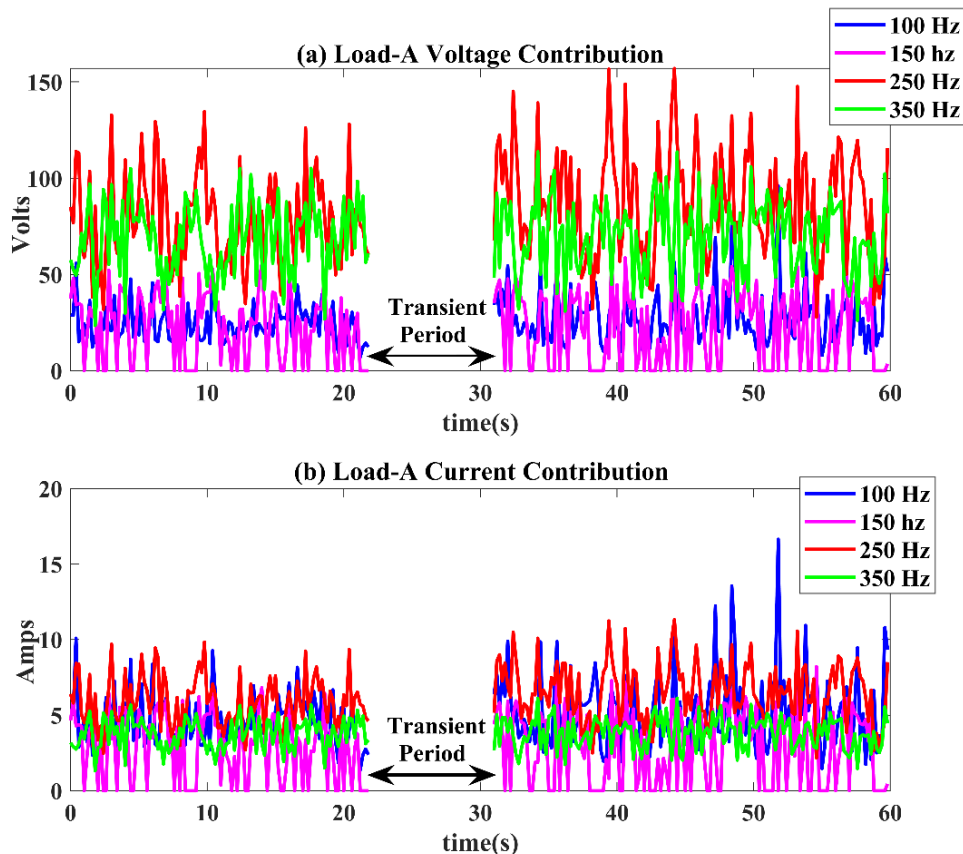 (a) Load-A Voltage Contribution
100 Hz
150 hz
250 Hz
350 Hz
150
100
50
0
Volts
Transient
Period
0 10 20 30 40 50 60
time(s)
(b) Load-A Current Contribution
100 Hz
150 hz
250 Hz
350 Hz
20
15
10
5
0
Amps
Transient
Period
0 10 20 30 40 50 60
time(s)